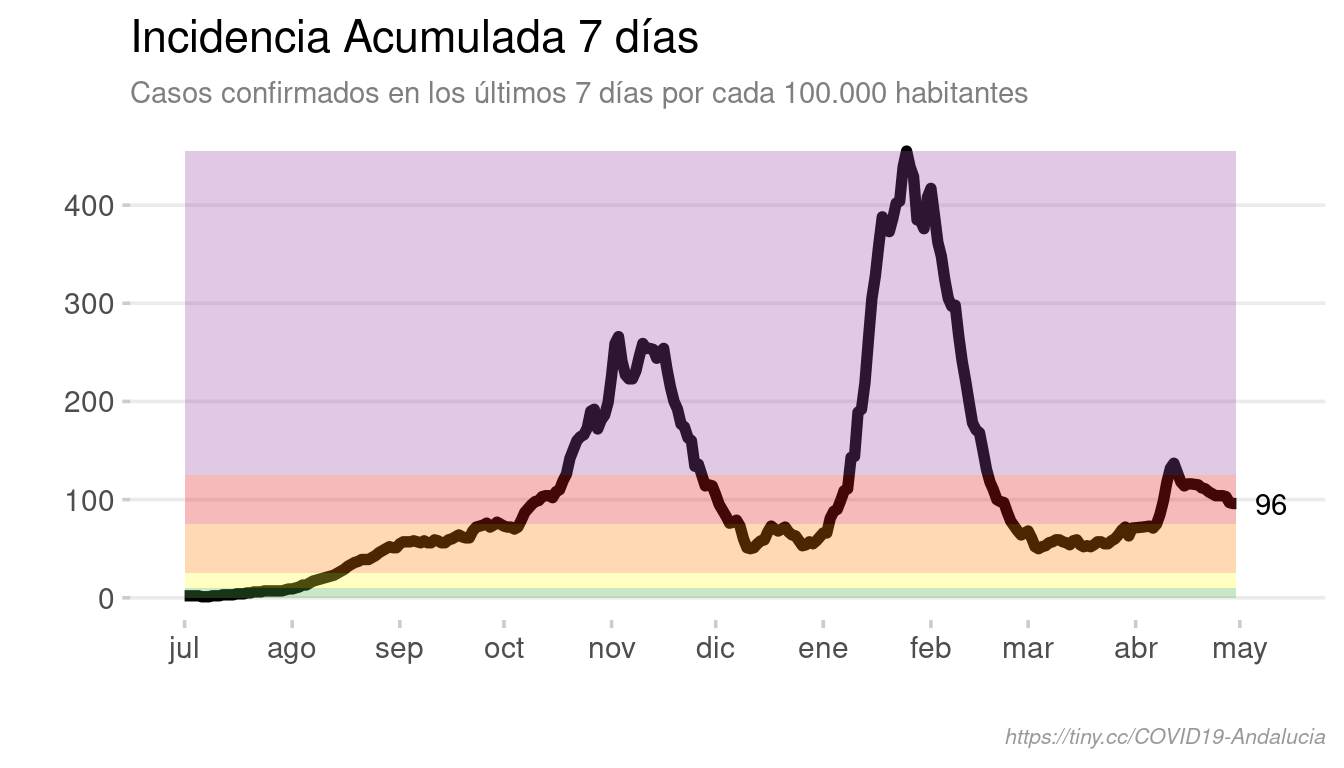 Incidencia Acumulada 7 días
Casos confirmados en los últimos 7 días por cada 100.000 habitantes
400
300
200
100
0
96
jul ago sep oct nov dic ene feb mar abr may
https://tiny.cc/COVID19-Andalucia